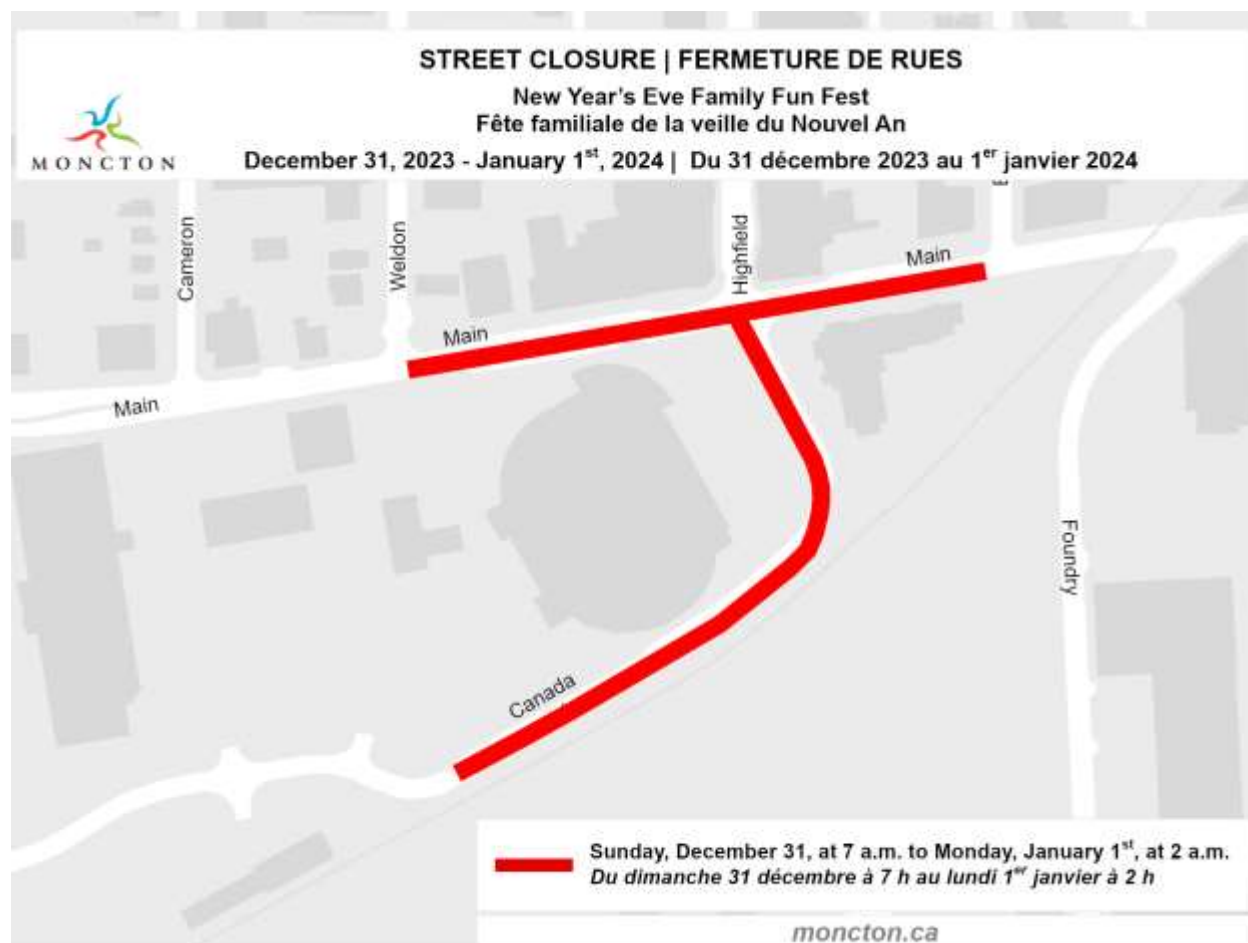 STREET CLOSURE | FERMETURE DE RUES
New Year's Eve Family Fun Fest
Fête familiale de la veille du Nouvel An
MONCTON
December 31, 2023 - January 1st, 2024 | Du 31 décembre 2023 au 1er janvier 2024
Cameron
Weldon
Highfield
Main
Main
Main
Foundry
Canada
Sunday, December 31, at 7 a.m. to Monday, January 1st, at 2 a.m.
Du dimanche 31 décembre à 7 h au lundi 1er janvier à 2 h
moncton.ca